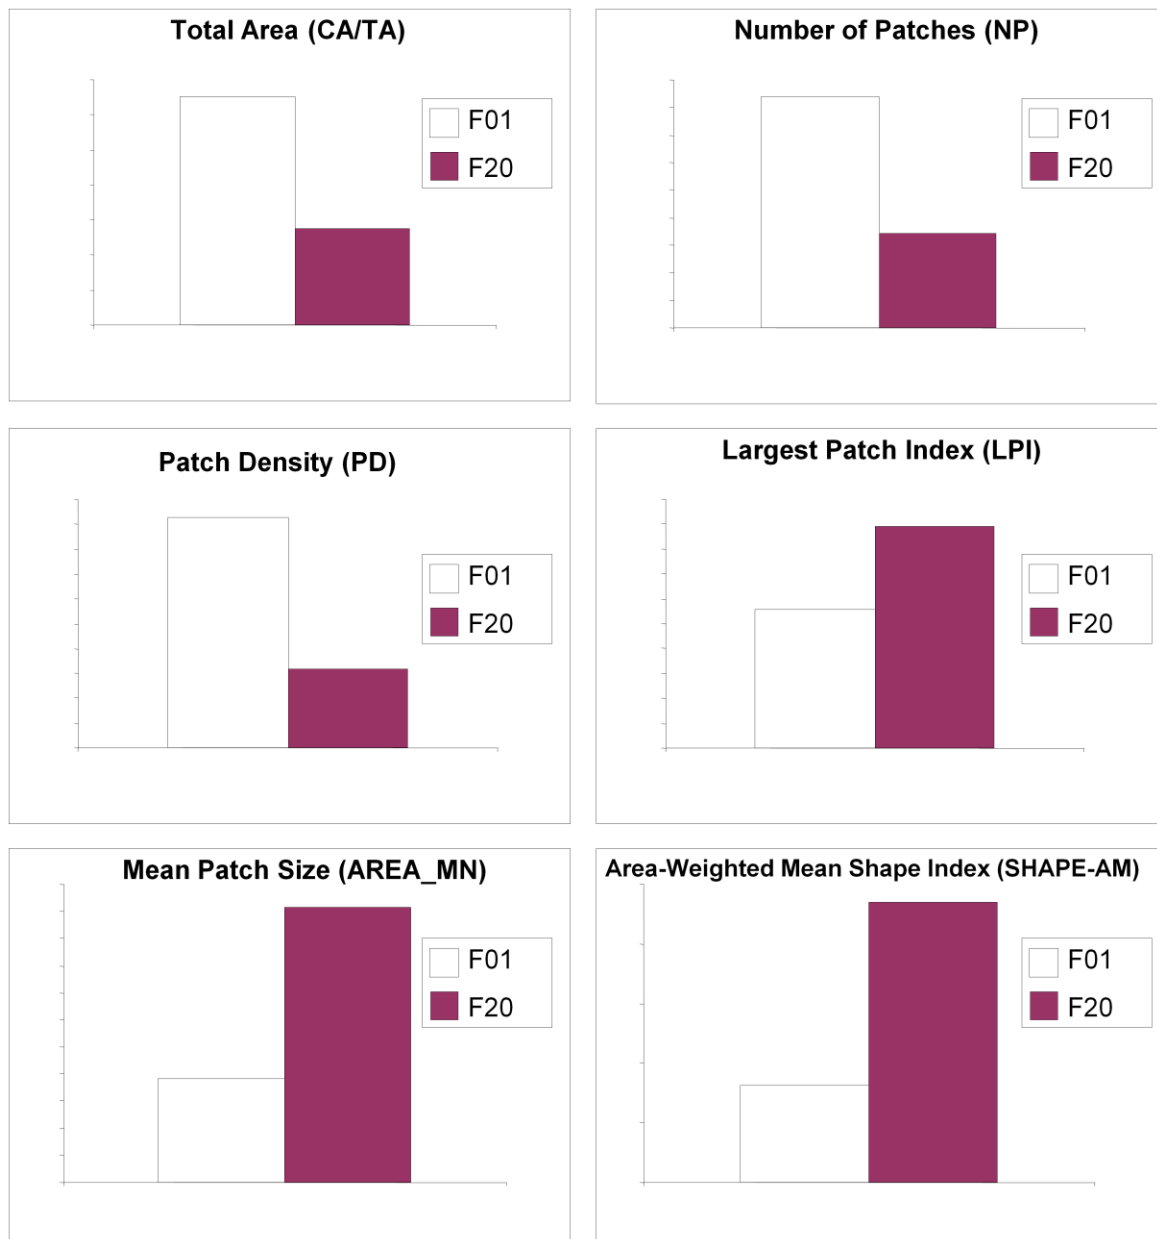 Total Area (CA/TA)
F01
F20
Number of Patches (NP)
F01
F20
Patch Density (PD)
F01
F20
Largest Patch Index (LPI)
F01
F20
Mean Patch Size (AREA_MN)
F01
F20
Area-Weighted Mean Shape Index (SHAPE-AM)
F01
F20